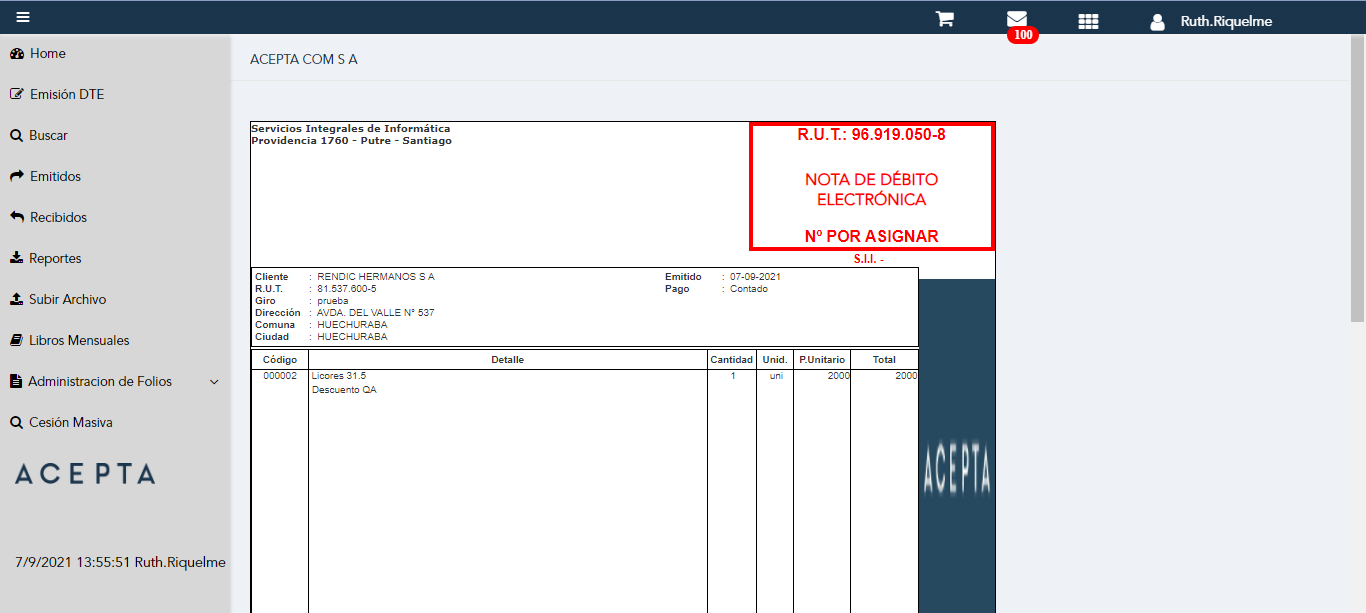 Ruth.Riquelme
100
Home
Emisión DTE
Buscar
Emitidos
Recibidos
Reportes
Subir Archivo
Libros Mensuales
Administracion de Folios
Cesión Masiva
ACEPTA
7/9/2021 13:55:51 Ruth.Riquelme
ACEPTA COM S A
Servicios Integrales de Informática
Providencia 1760 - Putre - Santiago
R.U.T.: 96.919.050-8
NOTA DE DÉBITO
ELECTRÓNICA
Nº POR ASIGNAR
S.I.I. -
Cliente : RENDIC HERMANOS S A
R.U.T. : 81.537.600-5
Giro : prueba
Dirección : AVDA. DEL VALLE N° 537
Comuna : HUECHURABA
Ciudad : HUECHURABA
Emitido : 07-09-2021
Pago : Contado
Código Detalle Cantidad Unid. P.Unitario Total
000002 Licores 31.5 1 uni 2000 2000
Descuento QA
ACEPTA